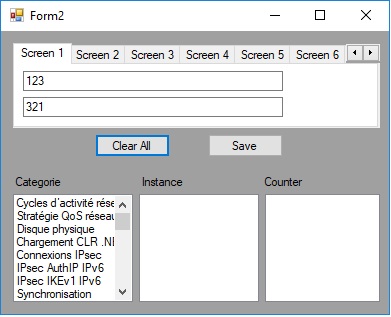 Form2
Screen 1 Screen 2 Screen 3 Screen 4 Screen 5 Screen 6
123
321
Clear All Save
Categorie Instance Counter
Cycles d'activité rése
Stratégie QoS réseau
Disque physique
Chargement CLR .NE
Connexions IPsec
IPsec AuthIP IPv6
IPsec IKEv1 IPv6
Synchronisation